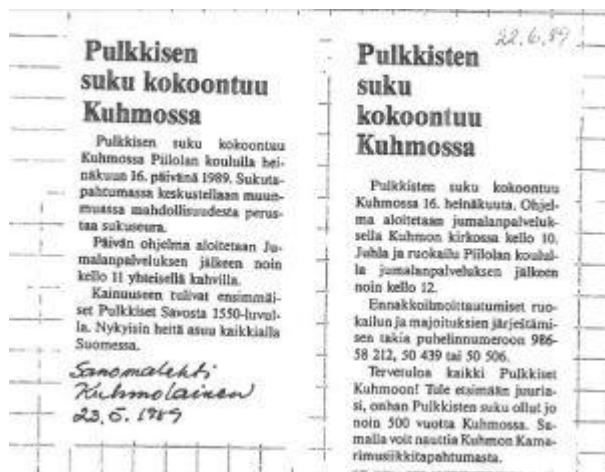 Pulkkisen
suku kokoontuu
Kuhmossa
Pulkkisen suku kokoontuu
Kuhmossa Piilolan koululla hei-
näkuun 16. päivänä 1989. Sukuta-
pahtumassa keskustellaan muun-
muassa mahdollisuudesta perus-
taa sukuseura.
Päivän ohjelma aloitetaan Ju-
malanpalveluksen jälkeen noin
kello 11 yhteisellä kahvilla.
Kainuuseen tulivat ensimmäi-
set Pulkkiset Savosta 1550-luvul-
la. Nykyisin heitä asuu kaikkialla
Suomessa.
Sanomalehti
Kuhmolainen
23.5.1989
22.6.89
Pulkkisten
suku
kokoontuu
Kuhmossa
Pulkkisten suku kokoontuu
Kuhmossa 16. heinäkuuta. Ohjel-
ma aloitetaan jumalanpalveluk-
sella Kuhmon kirkossa kello 10.
Juhla ja ruokailu Piilolan koulul-
la jumalanpalveluksen jälkeen
noin kello 12.
Ennakkoilmoittautumiset ruo-
kailun ja majoituksien järjestämi-
sen takia puhelinnumeroon 986-
58 212, 50 439 tai 50 506.
Tervetuloa kaikki Pulkkiset
Kuhmoon! Tule etsimään juuria-
si, onhan Pulkkisten suku ollut jo
noin 500 vuotta Kuhmossa. Sa-
malla voit nauttia Kuhmon Kama-
rimusiikkitapahtumasta.